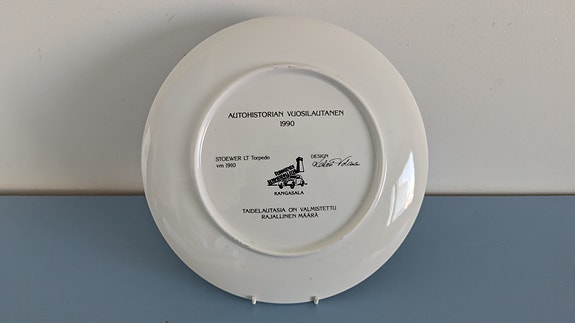 AUTOHISTORIAN VUOSILAUTANEN
1990
STOEWER LT Torpedo
vm 1910
DESIGN
KANGASALA
TAIDELAUTASIA ON VALMISTETTU
RAJALLINEN MÄÄRÄ